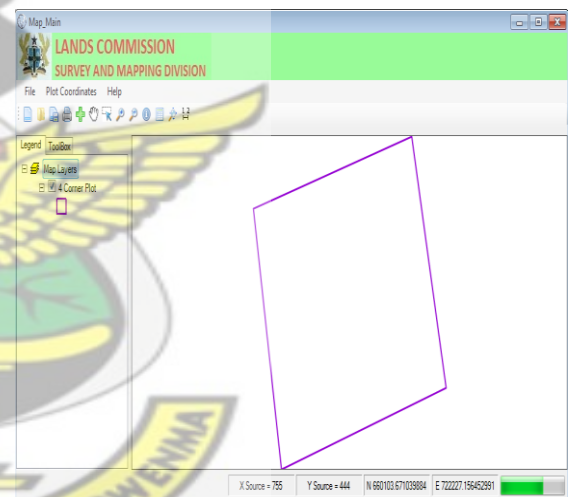 Map_Main
LANDS COMMISSION
SURVEY AND MAPPING DIVISION
File Plot Coordinates Help
Legend ToolBox
Map Layers
4 Corner Plot
X Source = 755 Y Source = 444 N 660103.671039884 E 722227.156452991